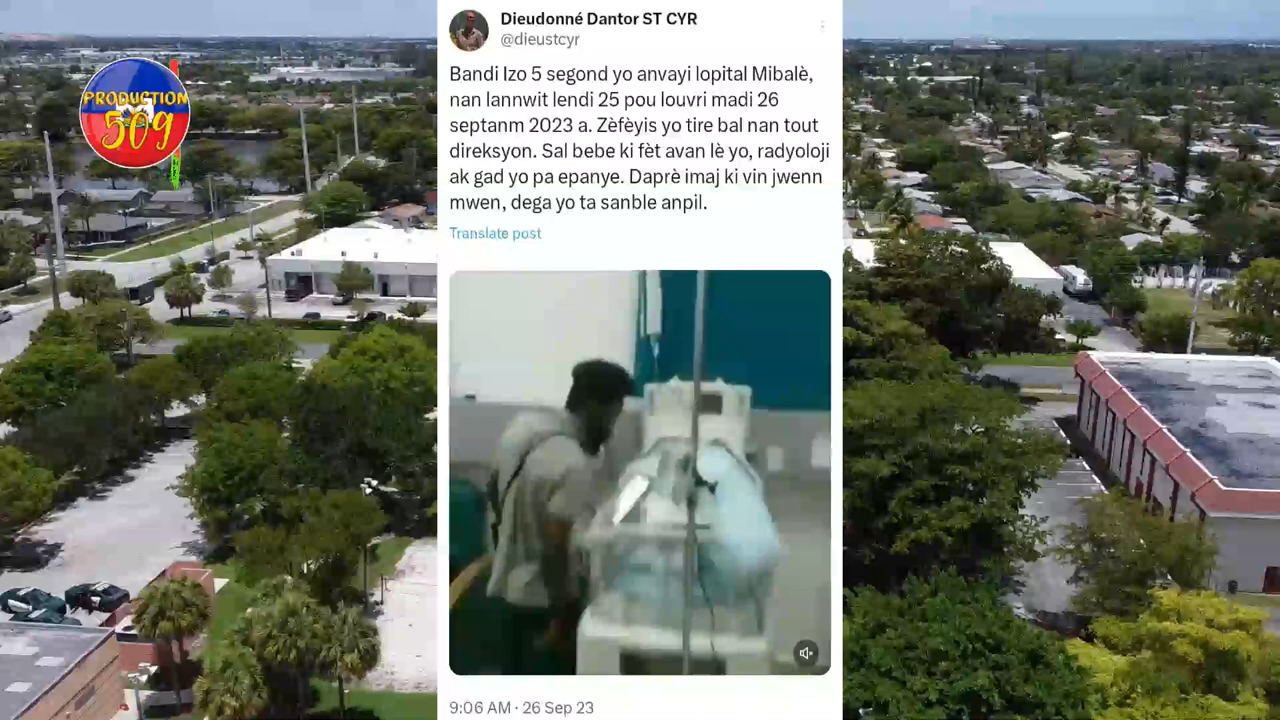 PRODUCTION
509
Dieudonné Dantor ST CYR
@dieustcyr
Bandi Izo 5 segond yo anvayi lopital Mibalè,
nan lannwit lendi 25 pou louvri madi 26
septanm 2023 a. Zèfèyis yo tire bal nan tout
direksyon. Sal bebe ki fèt avan lè yo, radyoloji
ak gad yo pa epanye. Daprè imaj ki vin jwenn
mwen, dega yo ta sanble anpil.
Translate post
9:06 AM · 26 Sep 23